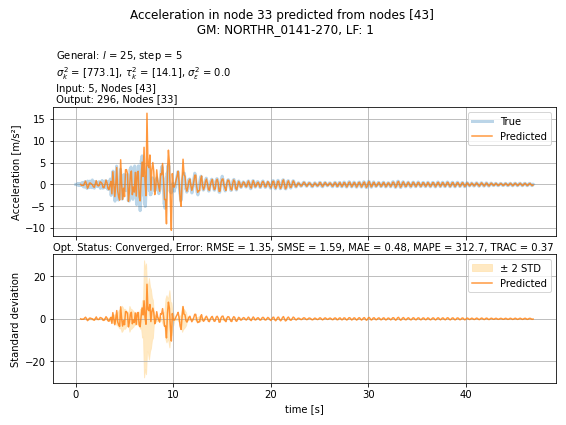 Acceleration in node 33 predicted from nodes [43]
GM: NORTHR_0141-270, LF: 1
General: l = 25, step = 5
σ²ₖ = [773.1], τ²ₖ = [14.1], σ²ε = 0.0
Input: 5, Nodes [43]
Output: 296, Nodes [33]
Acceleration [m/s²]
15
10
5
0
−5
−10
True
Predicted
Opt. Status: Converged, Error: RMSE = 1.35, SMSE = 1.59, MAE = 0.48, MAPE = 312.7, TRAC = 0.37
Standard deviation
20
0
−20
± 2 STD
Predicted
0 10 20 30 40
time [s]